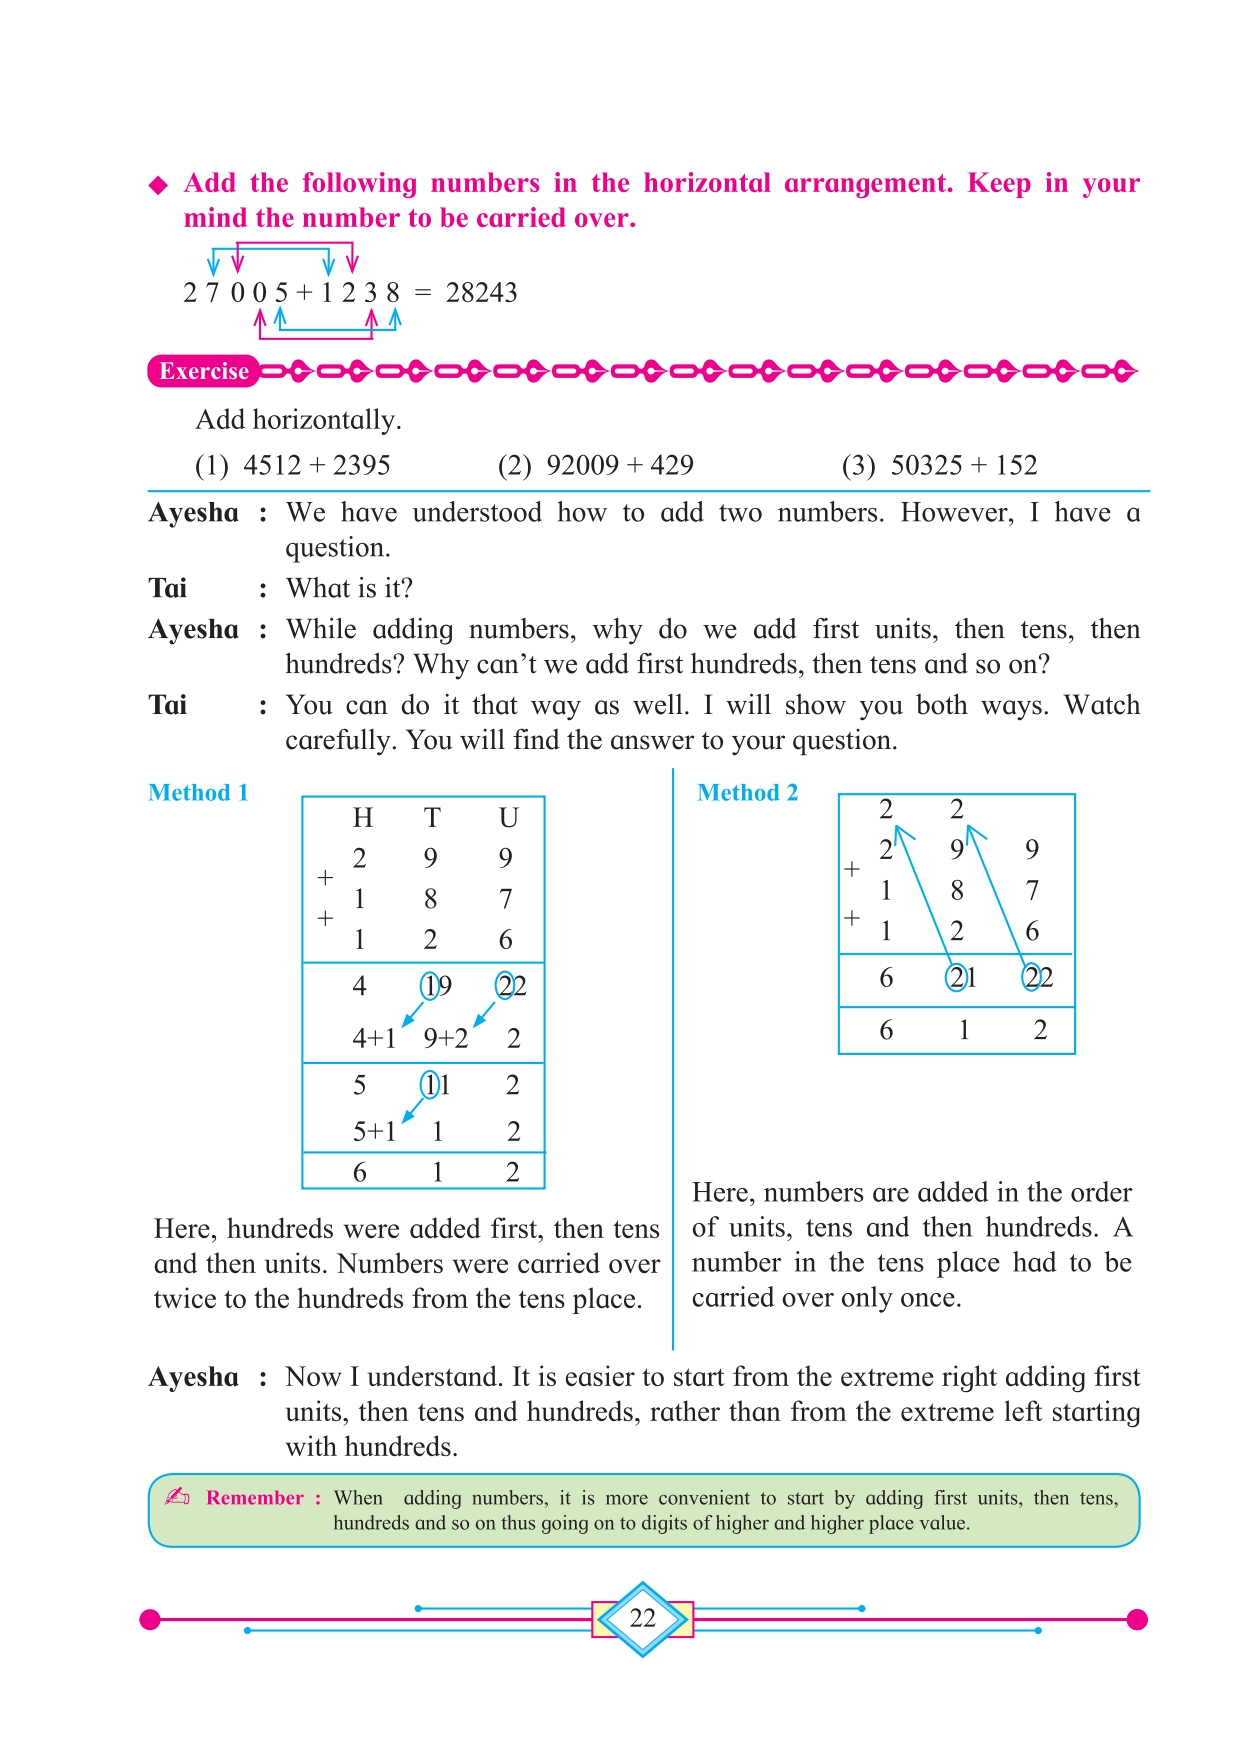 ◆ Add the following numbers in the horizontal arrangement. Keep in your
mind the number to be carried over.
2 7 0 0 5 + 1 2 3 8 = 28243
Exercise
Add horizontally.
(1) 4512 + 2395 (2) 92009 + 429 (3) 50325 + 152
Ayesha : We have understood how to add two numbers. However, I have a
question.
Tai : What is it?
Ayesha : While adding numbers, why do we add first units, then tens, then
hundreds? Why can’t we add first hundreds, then tens and so on?
Tai : You can do it that way as well. I will show you both ways. Watch
carefully. You will find the answer to your question.
Method 1
H T U
2 9 9
+
1 8 7
+
1 2 6
4 19 22
4+1 9+2 2
5 11 2
5+1 1 2
6 1 2
Here, hundreds were added first, then tens
and then units. Numbers were carried over
twice to the hundreds from the tens place.
Method 2
2 2
2 9 9
+
1 8 7
+
1 2 6
6 21 22
6 1 2
Here, numbers are added in the order
of units, tens and then hundreds. A
number in the tens place had to be
carried over only once.
Ayesha : Now I understand. It is easier to start from the extreme right adding first
units, then tens and hundreds, rather than from the extreme left starting
with hundreds.
✍ Remember : When adding numbers, it is more convenient to start by adding first units, then tens,
hundreds and so on thus going on to digits of higher and higher place value.
22